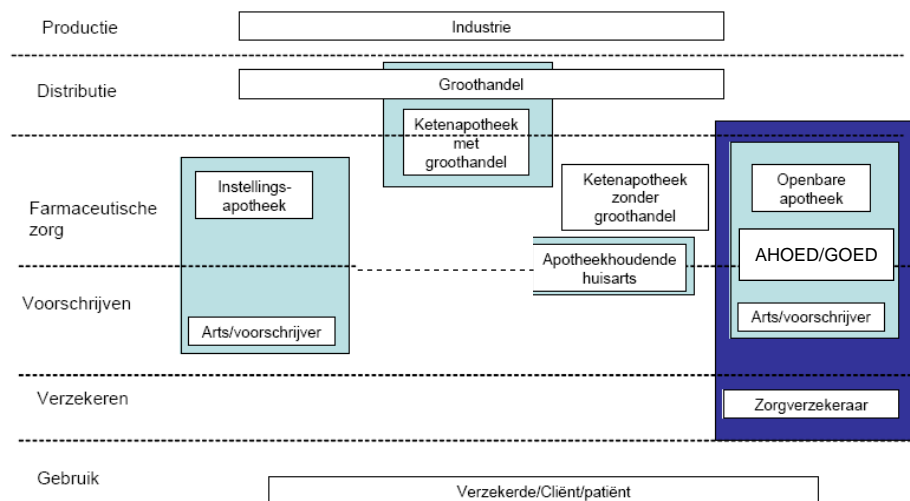 Productie
Industrie
Distributie
Groothandel
Ketenapotheek
met
groothandel
Farmaceutische
zorg
Instellings-
apotheek
Ketenapotheek
zonder
groothandel
Openbare
apotheek
AHOED/GOED
Apotheekhoudende
huisarts
Voorschrijven
Arts/voorschrijver
Arts/voorschrijver
Verzekeren
Zorgverzekeraar
Gebruik
Verzekerde/Cliënt/patiënt